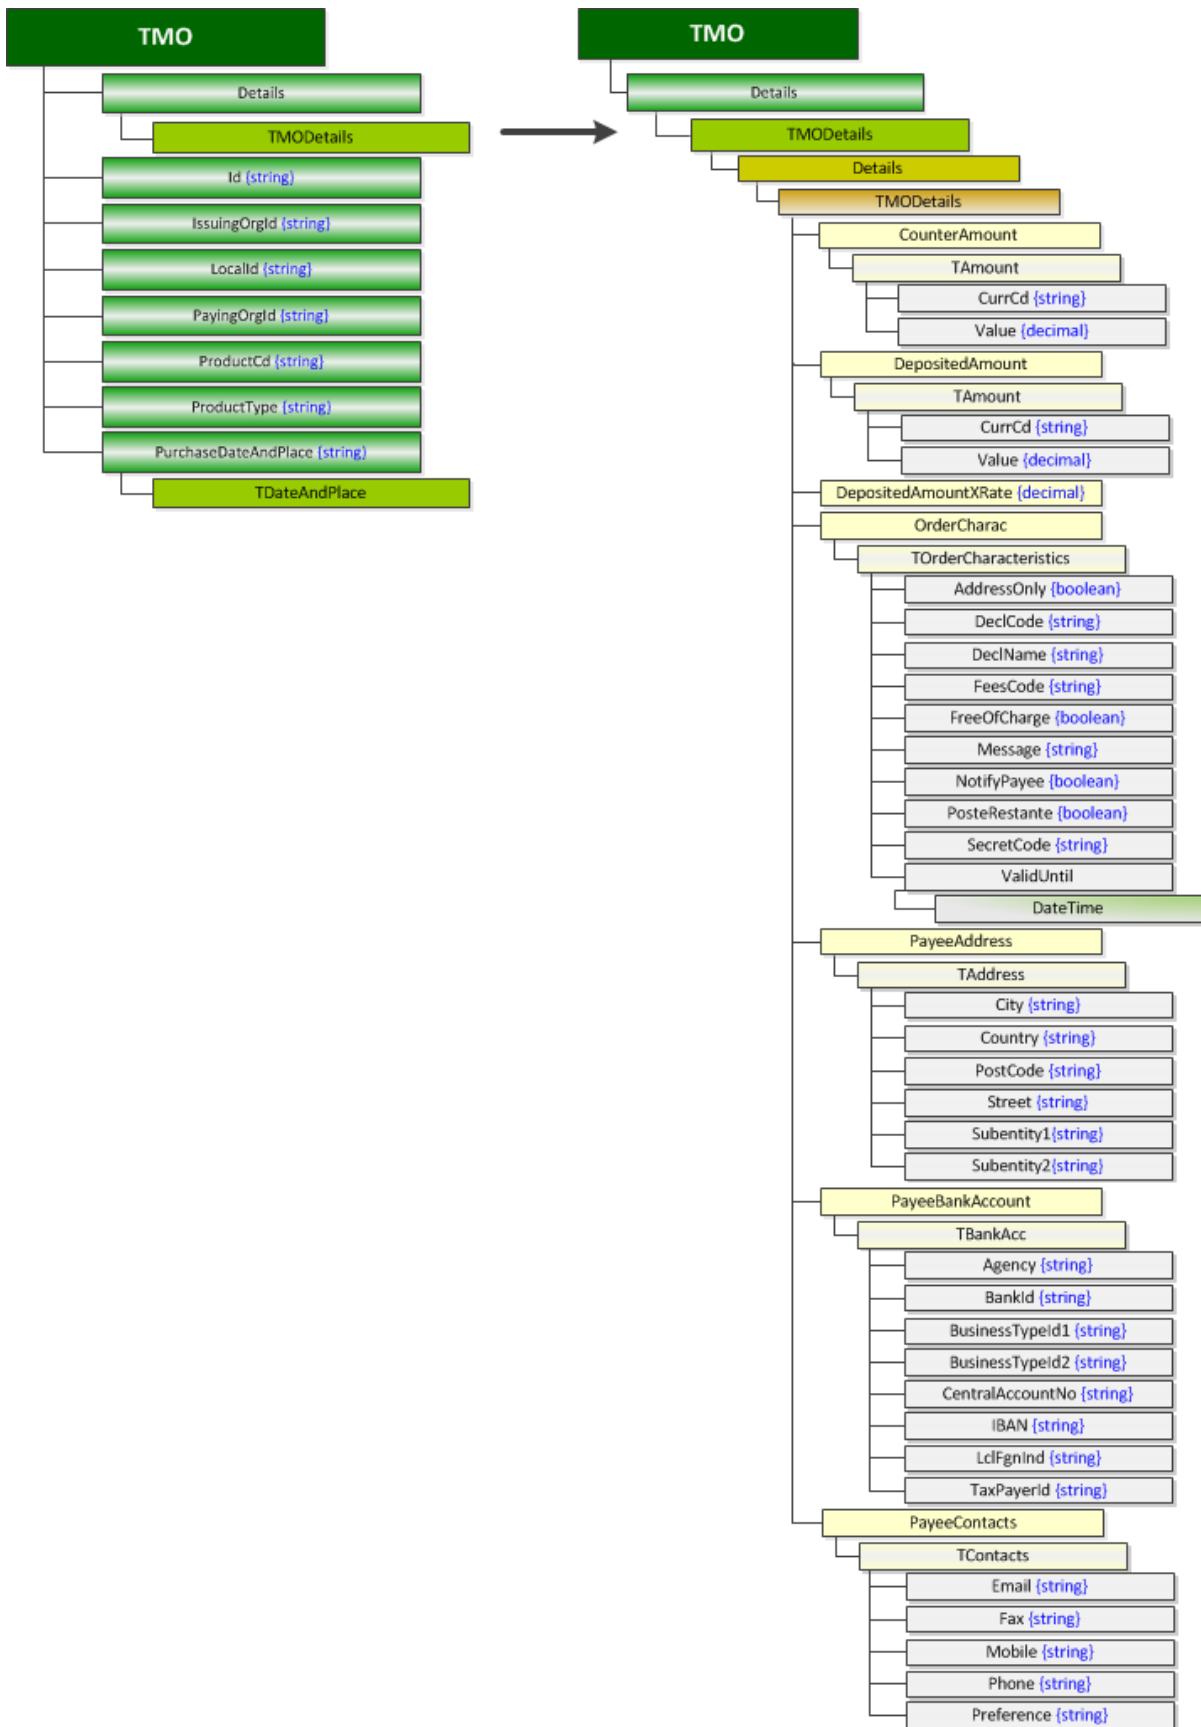 TMO
Details
TMODetails
Id {string}
IssuingOrgId {string}
LocalId {string}
PayingOrgId {string}
ProductCd {string}
ProductType {string}
PurchaseDateAndPlace {string}
TDateAndPlace
TMO
Details
TMODetails
Details
TMODetails
CounterAmount
TAmount
CurrCd {string}
Value {decimal}
DepositedAmount
TAmount
CurrCd {string}
Value {decimal}
DepositedAmountXRate {decimal}
OrderCharac
TOrderCharacteristics
AddressOnly {boolean}
DeclCode {string}
DeclName {string}
FeesCode {string}
FreeOfCharge {boolean}
Message {string}
NotifyPayee {boolean}
PosteRestante {boolean}
SecretCode {string}
ValidUntil
DateTime
PayeeAddress
TAddress
City {string}
Country {string}
PostCode {string}
Street {string}
Subentity1{string}
Subentity2{string}
PayeeBankAccount
TBankAcc
Agency {string}
BankId {string}
BusinessTypeId1 {string}
BusinessTypeId2 {string}
CentralAccountNo {string}
IBAN {string}
LclFgnInd {string}
TaxPayerId {string}
PayeeContacts
TContacts
Email {string}
Fax {string}
Mobile {string}
Phone {string}
Preference {string}